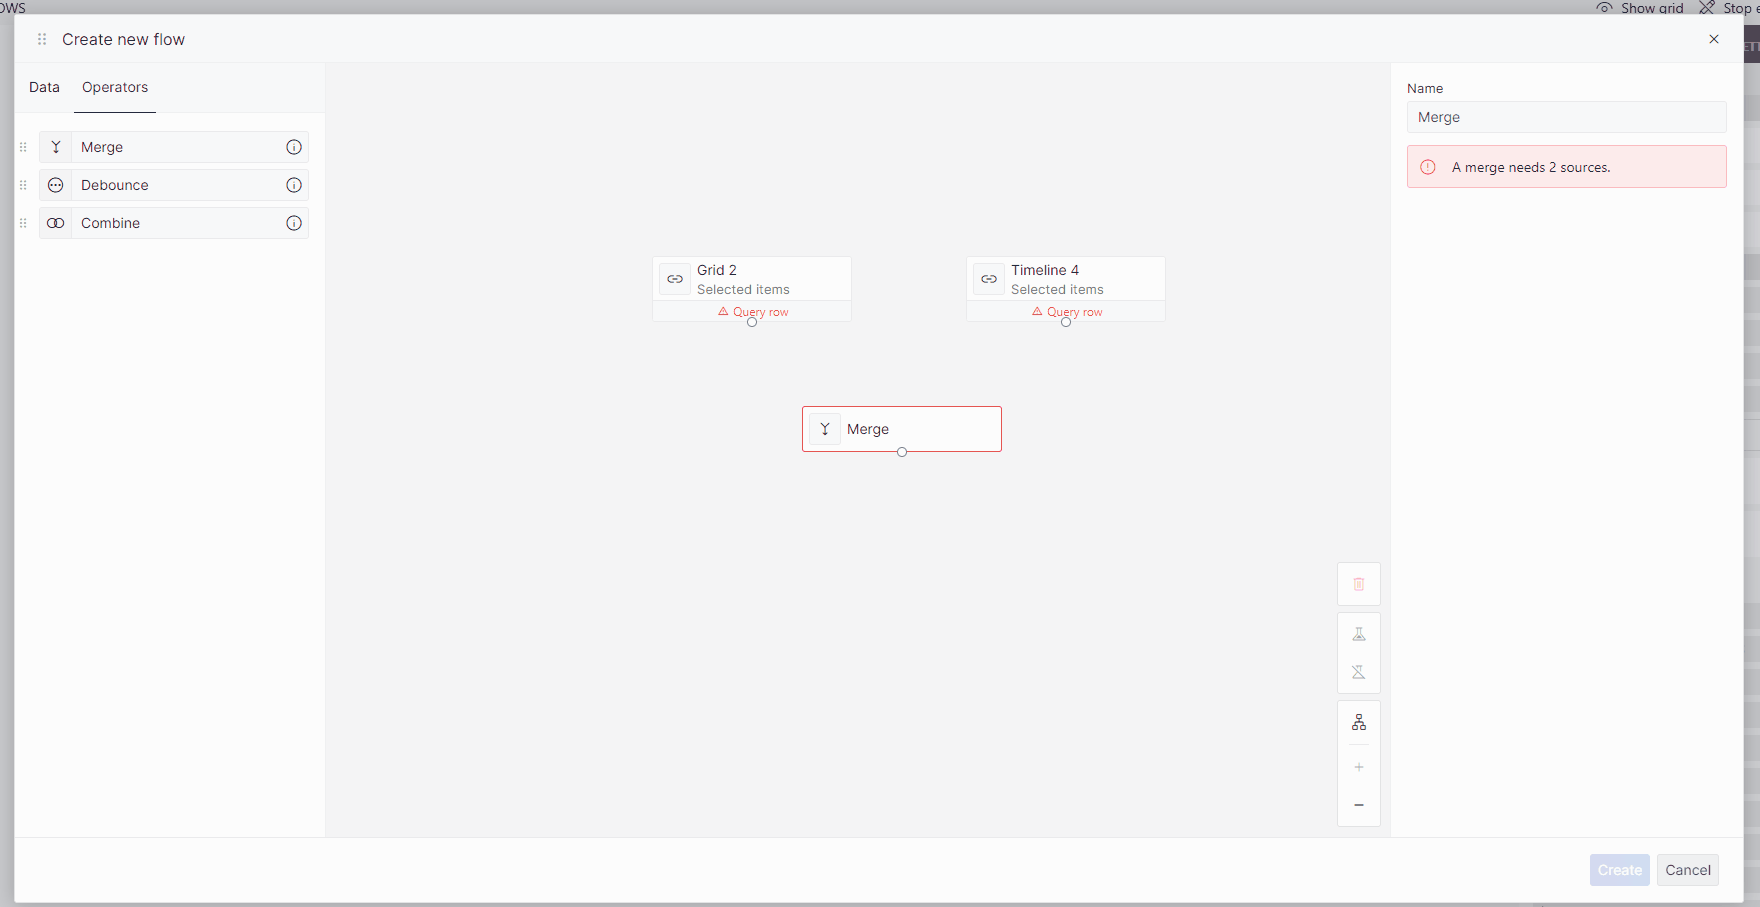 OWS
Show grid
Stop e
Create new flow
ETT
Data
Operators
Name
Merge
Merge
Debounce
Combine
A merge needs 2 sources.
Grid 2
Selected items
Query row
Timeline 4
Selected items
Query row
Merge
Create
Cancel